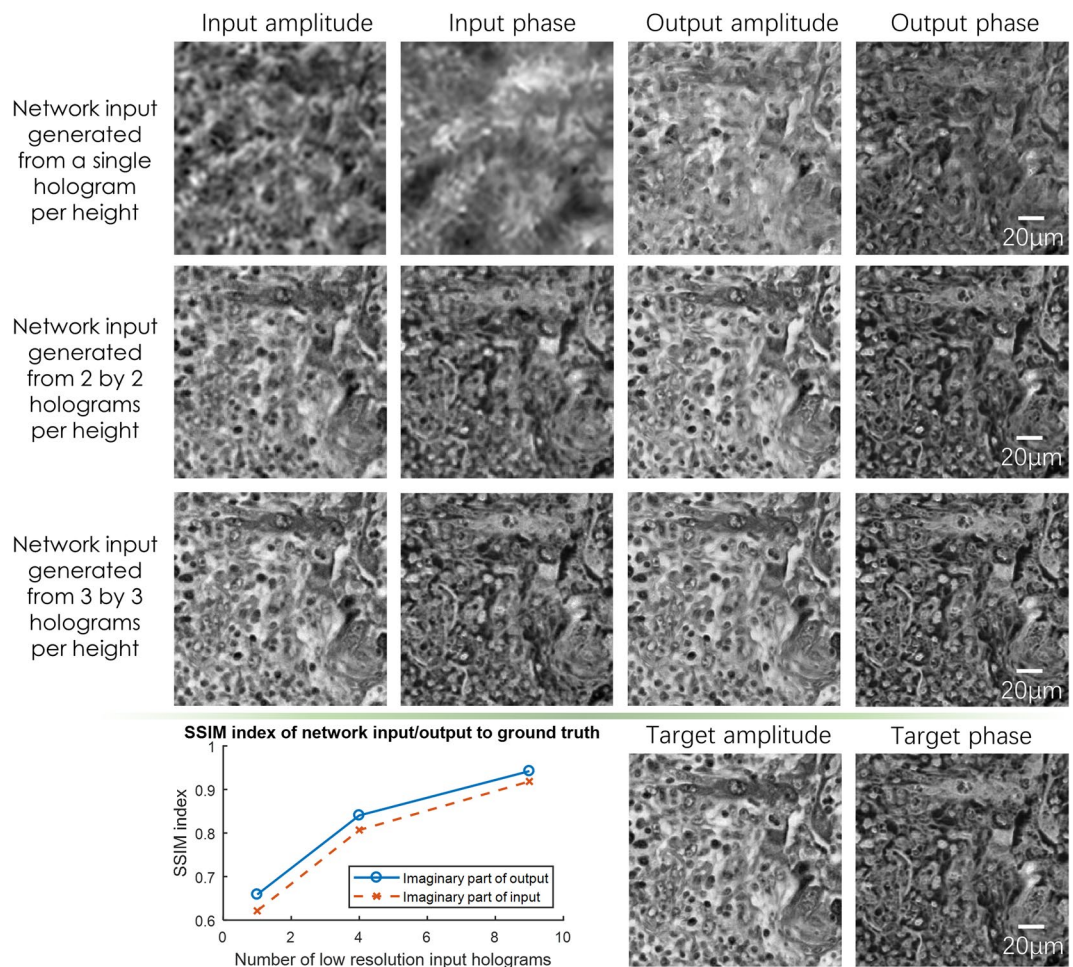 Input amplitude
Input phase
Output amplitude
Output phase
Network input
generated
from a single
hologram
per height
20μm
Network input
generated
from 2 by 2
holograms
per height
20μm
Network input
generated
from 3 by 3
holograms
per height
20μm
SSIM index of network input/output to ground truth
1
0.9
0.8
0.7
0.6
SSIM index
Imaginary part of output
Imaginary part of input
0
2
4
6
8
10
Number of low resolution input holograms
Target amplitude
Target phase
20μm